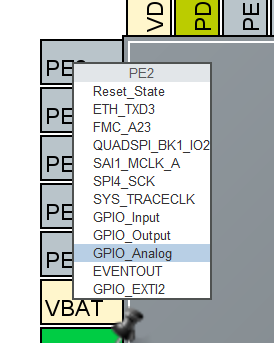 VD
PD
PE
PE2
Reset_State
ETH_TXD3
FMC_A23
QUADSPI_BK1_IO2
SAI1_MCLK_A
SPI4_SCK
SYS_TRACECLK
GPIO_Input
GPIO_Output
GPIO_Analog
EVENTOUT
GPIO_EXTI2
PE
PE
PE
PE
PE
VBAT